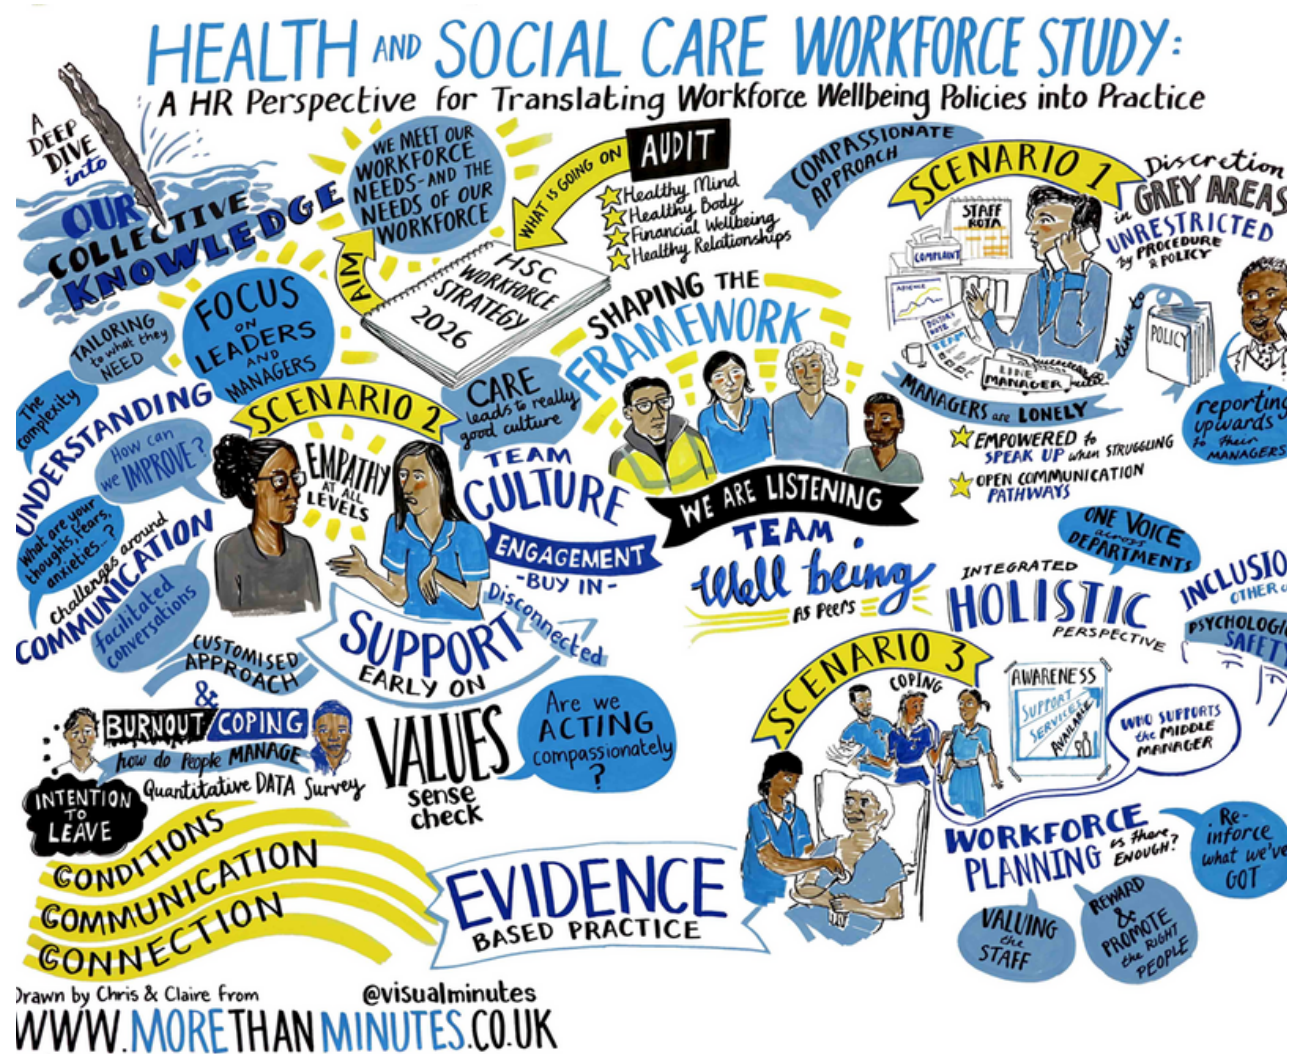 HEALTH AND SOCIAL CARE WORKFORCE STUDY:
A HR Perspective for Translating Workforce Wellbeing Policies into Practice
A
DEEP
DIVE
into
OUR
COLLECTIVE
KNOWLEDGE
WE MEET OUR
WORKFORCE
NEEDS-AND THE
NEEDS OF OUR
WORKFORCE
AIM
WHAT IS GOING ON
AUDIT
Healthy Mind
Healthy Body
Financial Wellbeing
Healthy Relationships
HSC
WORKFORCE
STRATEGY
2026
COMPASSIONATE
APPROACH
SCENARIO 1
STAFF
ROTA
COMPLAINT
ABSENCE
DOCTORS
NOTE
TEAM
LINE
MANAGER
Discretion
in GREY AREAS
UNRESTRICTED
by PROCEDURE
& POLICY
link to
POLICY
reporting
upwards
to their
MANAGERS
MANAGERS are LONELY
EMPOWERED to
SPEAK UP when STRUGGLING
OPEN COMMUNICATION
PATHWAYS
TAILORING
to what they
NEED
FOCUS
ON
LEADERS
AND
MANAGERS
The
complexity
UNDERSTANDING
How can
we IMPROVE?
What are your
thoughts, fears,
anxieties...?
Challenges around
COMMUNICATION
facilitated
conversations
SCENARIO 2
EMPATHY
AT ALL
LEVELS
CARE
leads to really
good culture
TEAM
CULTURE
ENGAGEMENT
-BUY IN-
Disconnected
SUPPORT
EARLY ON
CUSTOMISED
APPROACH
SHAPING THE
FRAMEWORK
WE ARE LISTENING
TEAM
Well being
AS PEERS
ONE VOICE
across
DEPARTMENTS
INTEGRATED
HOLISTIC
PERSPECTIVE
INCLUSIO
OTHER
PSYCHOLOGI
SAFETY
&
BURNOUT/COPING
how do People MANAGE
Quantitative DATA Survey
INTENTION
TO
LEAVE
VALUES
sense
check
Are we
ACTING
compassionately
?
SCENARIO 3
COPING
AWARENESS
SUPPORT
SERVICES
AVAILABLE
WHO SUPPORTS
the MIDDLE
MANAGER
WORKFORCE
PLANNING
is there
ENOUGH?
Re-
inforce
what we've
GOT
VALUING
the
STAFF
REWARD
&
PROMOTE
the RIGHT
PEOPLE
CONDITIONS
COMMUNICATION
CONNECTION
EVIDENCE
BASED PRACTICE
Drawn by Chris & Claire from
@visualminutes
WWW.MORETHANMINUTES.CO.UK